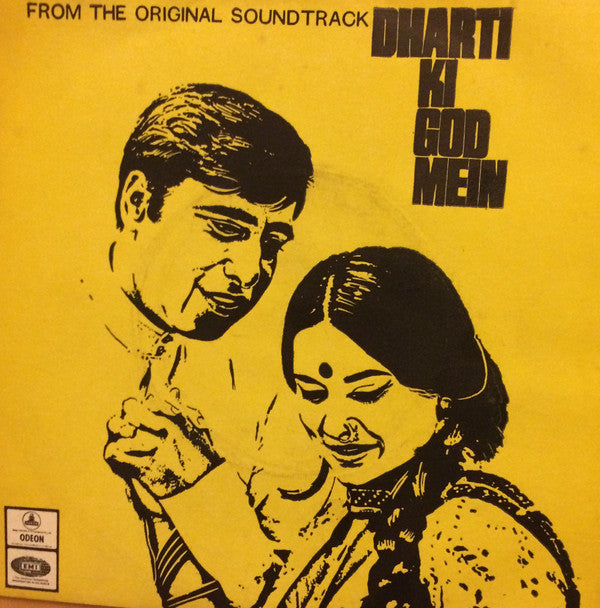 FROM THE ORIGINAL SOUNDTRACK
DHARTI
KI
GOD
MEIN
ODEON
EMI